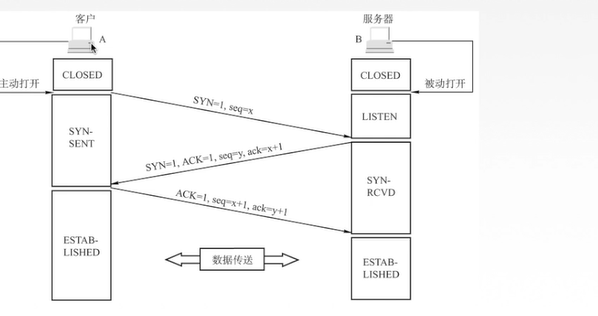 客户
服务器
A
B
CLOSED
CLOSED
主动打开
被动打开
SYN=1, seq=x
LISTEN
SYN-
SENT
SYN=1, ACK=1, seq=y, ack=x+1
SYN-
RCVD
ACK=1, seq=x+1, ack=y+1
ESTAB-
LISHED
数据传送
ESTAB-
LISHED